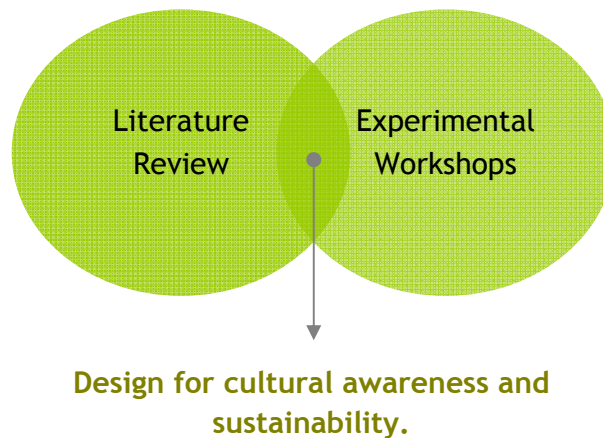 Literature
Review
Experimental
Workshops
Design for cultural awareness and
sustainability.